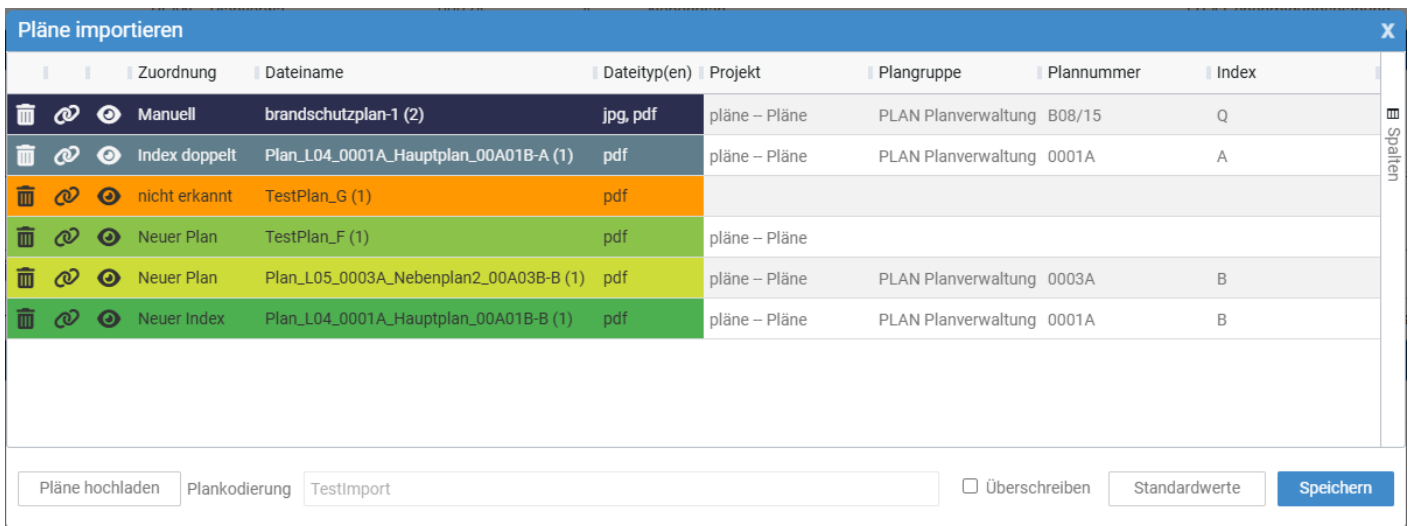 Pläne importieren X
Zuordnung Dateiname Dateityp(en) Projekt Plangruppe Plannummer Index
Manuell brandschutzplan-1 (2) jpg, pdf pläne -- Pläne PLAN Planverwaltung B08/15 Q
Index doppelt Plan_L04_0001A_Hauptplan_00A01B-A (1) pdf pläne -- Pläne PLAN Planverwaltung 0001A A
nicht erkannt TestPlan_G (1) pdf
Neuer Plan TestPlan_F (1) pdf pläne -- Pläne
Neuer Plan Plan_L05_0003A_Nebenplan2_00A03B-B (1) pdf pläne -- Pläne PLAN Planverwaltung 0003A B
Neuer Index Plan_L04_0001A_Hauptplan_00A01B-B (1) pdf pläne -- Pläne PLAN Planverwaltung 0001A B
Spalten
Pläne hochladen Plankodierung TestImport Überschreiben Standardwerte Speichern